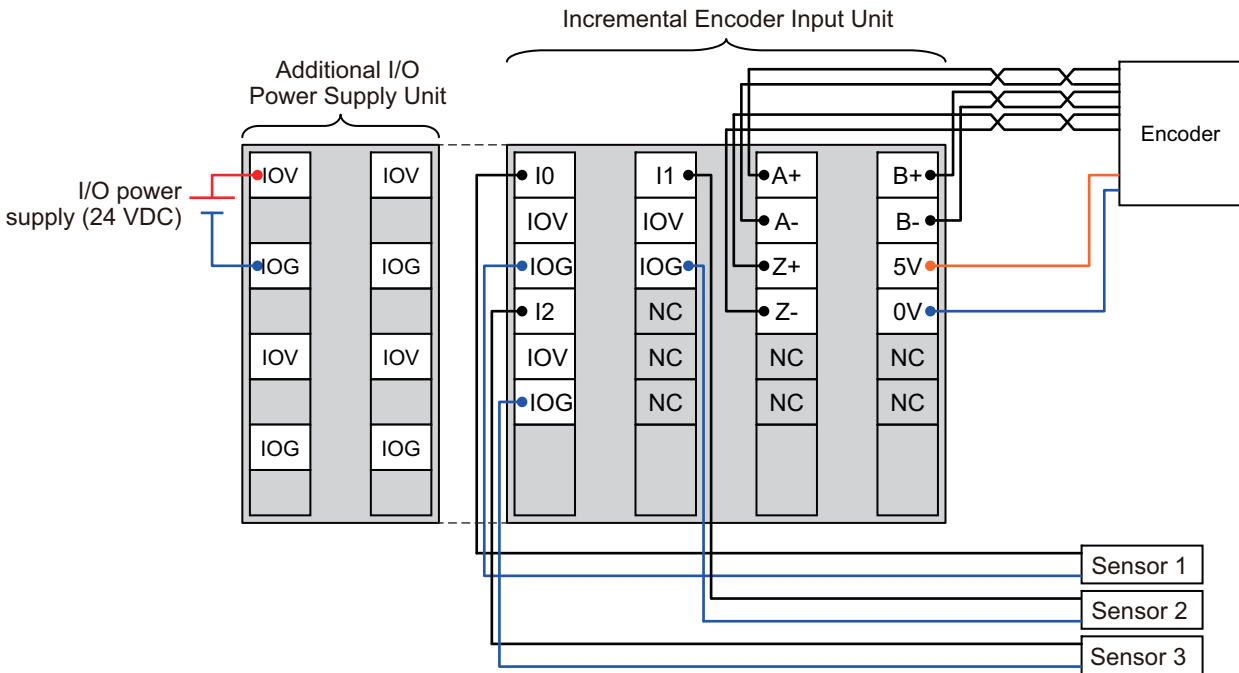 Incremental Encoder Input Unit
Additional I/O
Power Supply Unit
Encoder
I/O power
supply (24 VDC)
IOV IOV I0 I1 A+ B+
IOV IOV A- B-
IOG IOG IOG IOG Z+ 5V
I2 NC Z- 0V
IOV IOV IOV NC NC NC
IOG NC NC NC
IOG IOG
Sensor 1
Sensor 2
Sensor 3